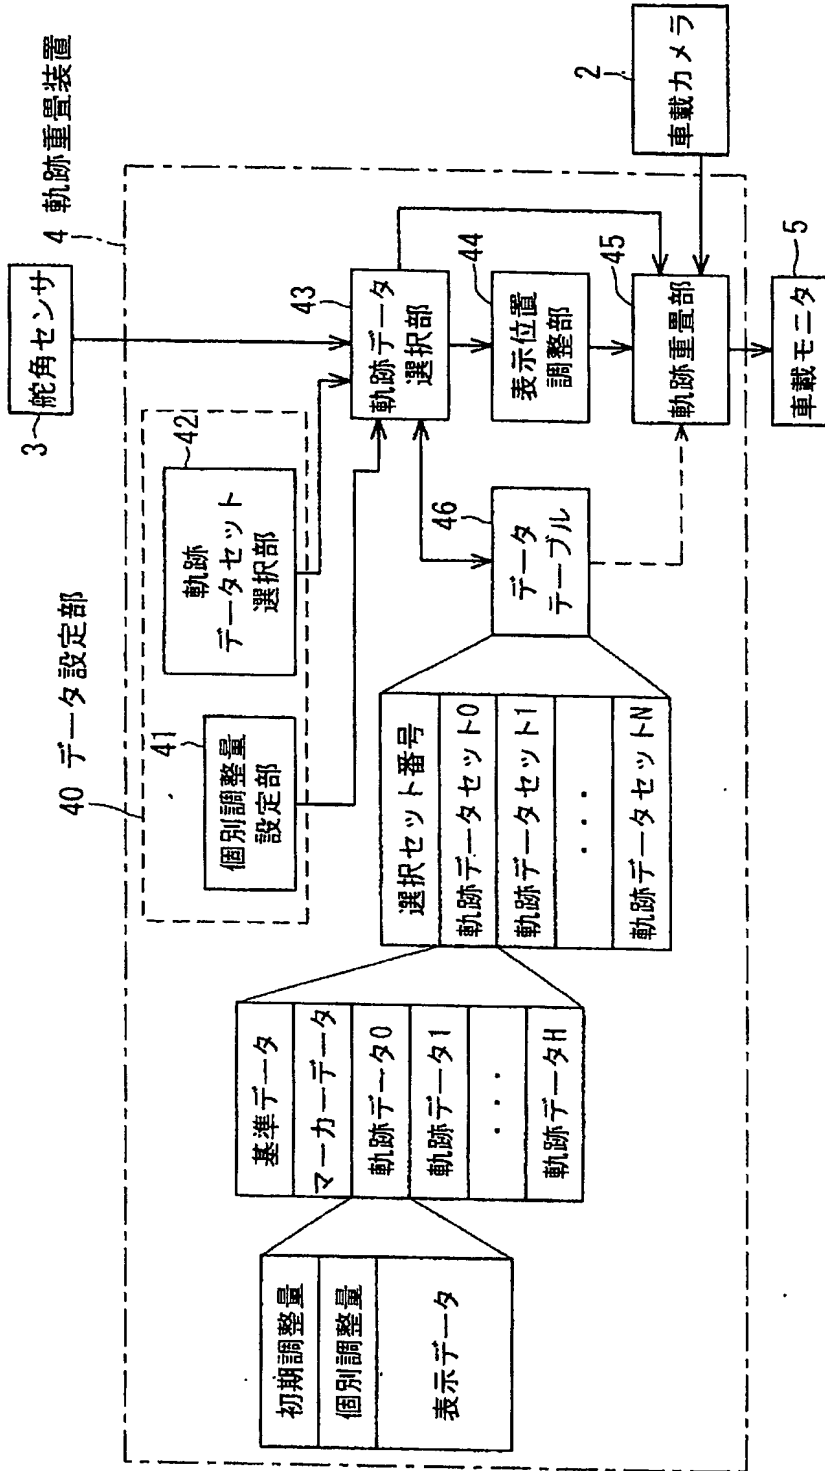 4 軌跡重畳装置
3
舵角センサ
40 データ設定部
41
個別調整量
設定部
42
軌跡
データセット
選択部
43
軌跡データ
選択部
44
表示位置
調整部
45
軌跡重畳部
2
車載カメラ
5
車載モニタ
46
データ
テーブル
選択セット番号
軌跡データセット0
軌跡データセット1
・・・・
軌跡データセットN
基準データ
マーカーデータ
軌跡データ0
軌跡データ1
・・・・
軌跡データH
初期調整量
個別調整量
表示データ